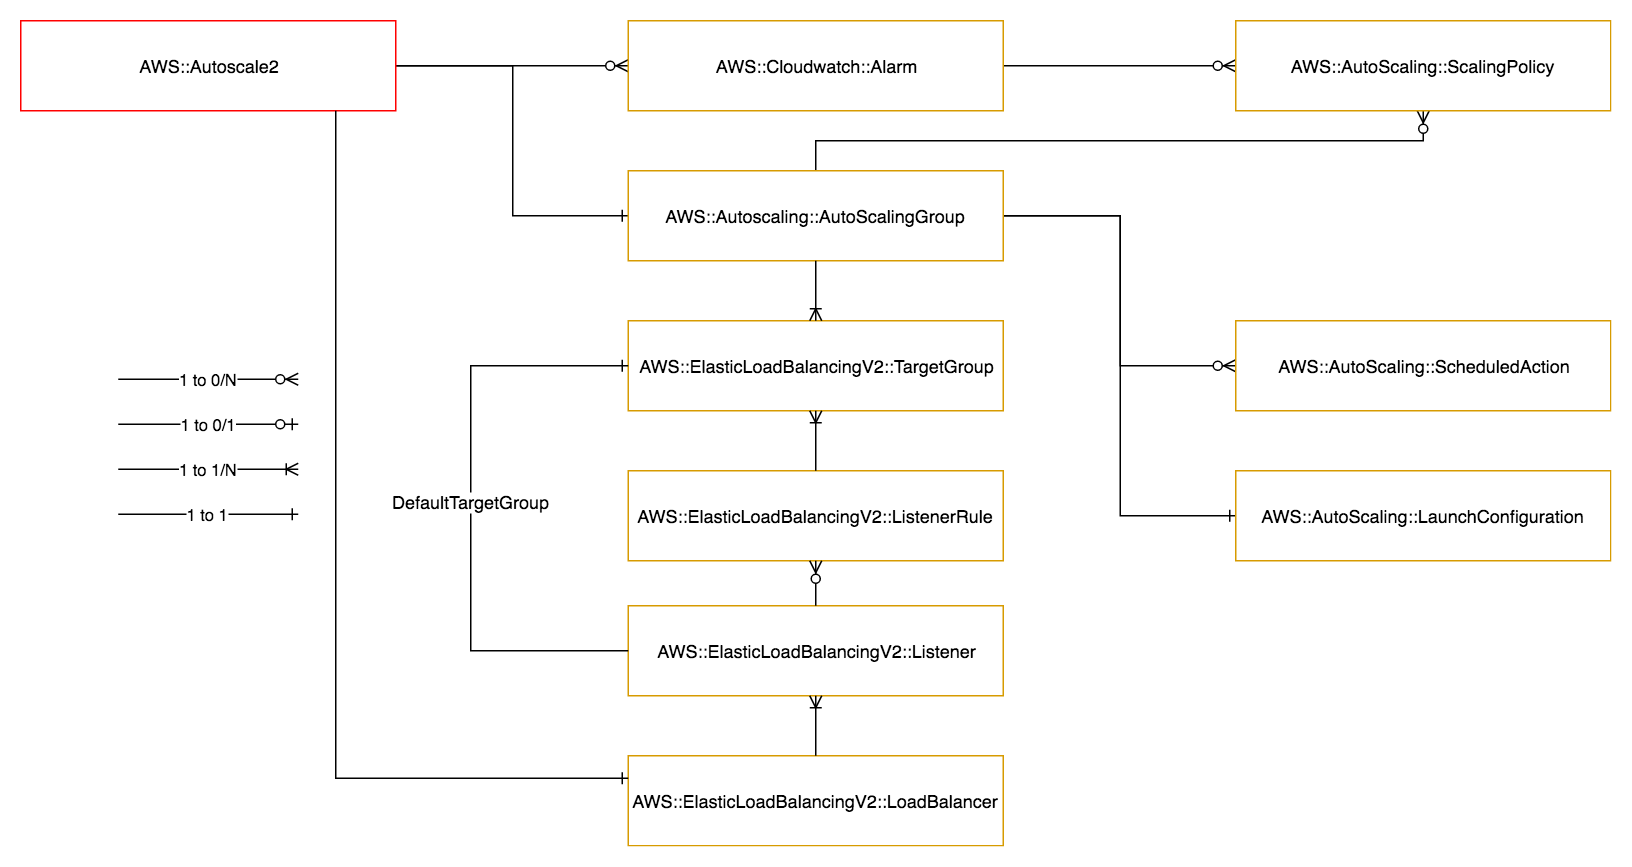 AWS::Autoscale2
AWS::Cloudwatch::Alarm
AWS::AutoScaling::ScalingPolicy
AWS::Autoscaling::AutoScalingGroup
AWS::ElasticLoadBalancingV2::TargetGroup
AWS::AutoScaling::ScheduledAction
1 to 0/N
1 to 0/1
1 to 1/N
1 to 1
DefaultTargetGroup
AWS::ElasticLoadBalancingV2::ListenerRule
AWS::AutoScaling::LaunchConfiguration
AWS::ElasticLoadBalancingV2::Listener
AWS::ElasticLoadBalancingV2::LoadBalancer